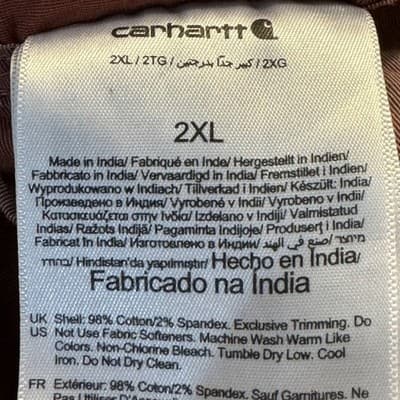 carhartt
2XL / 2TG / كبير جدًا بدرجتين / 2XG
2XL
Made in India/ Fabriqué en Inde/ Hergestellt in Indien/
Fabbricato in India/ Vervaardigd in India/ Fremstillet i Indien/
Wyprodukowano w Indiach/ Tillverkad i Indien/ Készült: India/
Произведено в Индия/ Vyrobené v Indii/ Vyrobeno v Indii/
Κατασκευάζεται στην Ινδία/ Izdelano v Indiji/ Valmistatud
Indias/ Ražots Indijā/ Pagaminta Indijoje/ Produsert i India/
Fabricat în India/ Изготовлено в Индии/ صنع في الهند/ מיוצר
בהודו/ Hindistan'da yapılmıştır/ Hecho en India/
Fabricado na India
UK Shell: 98% Cotton/2% Spandex. Exclusive Trimming. Do
US Not Use Fabric Softeners. Machine Wash Warm Like
Colors. Non-Chlorine Bleach. Tumble Dry Low. Cool
Iron. Do Not Dry Clean.
FR Extérieur: 98% Coton/2% Spandex. Sauf Garnitures. Ne
Pas Utiliser D'Assouplissant